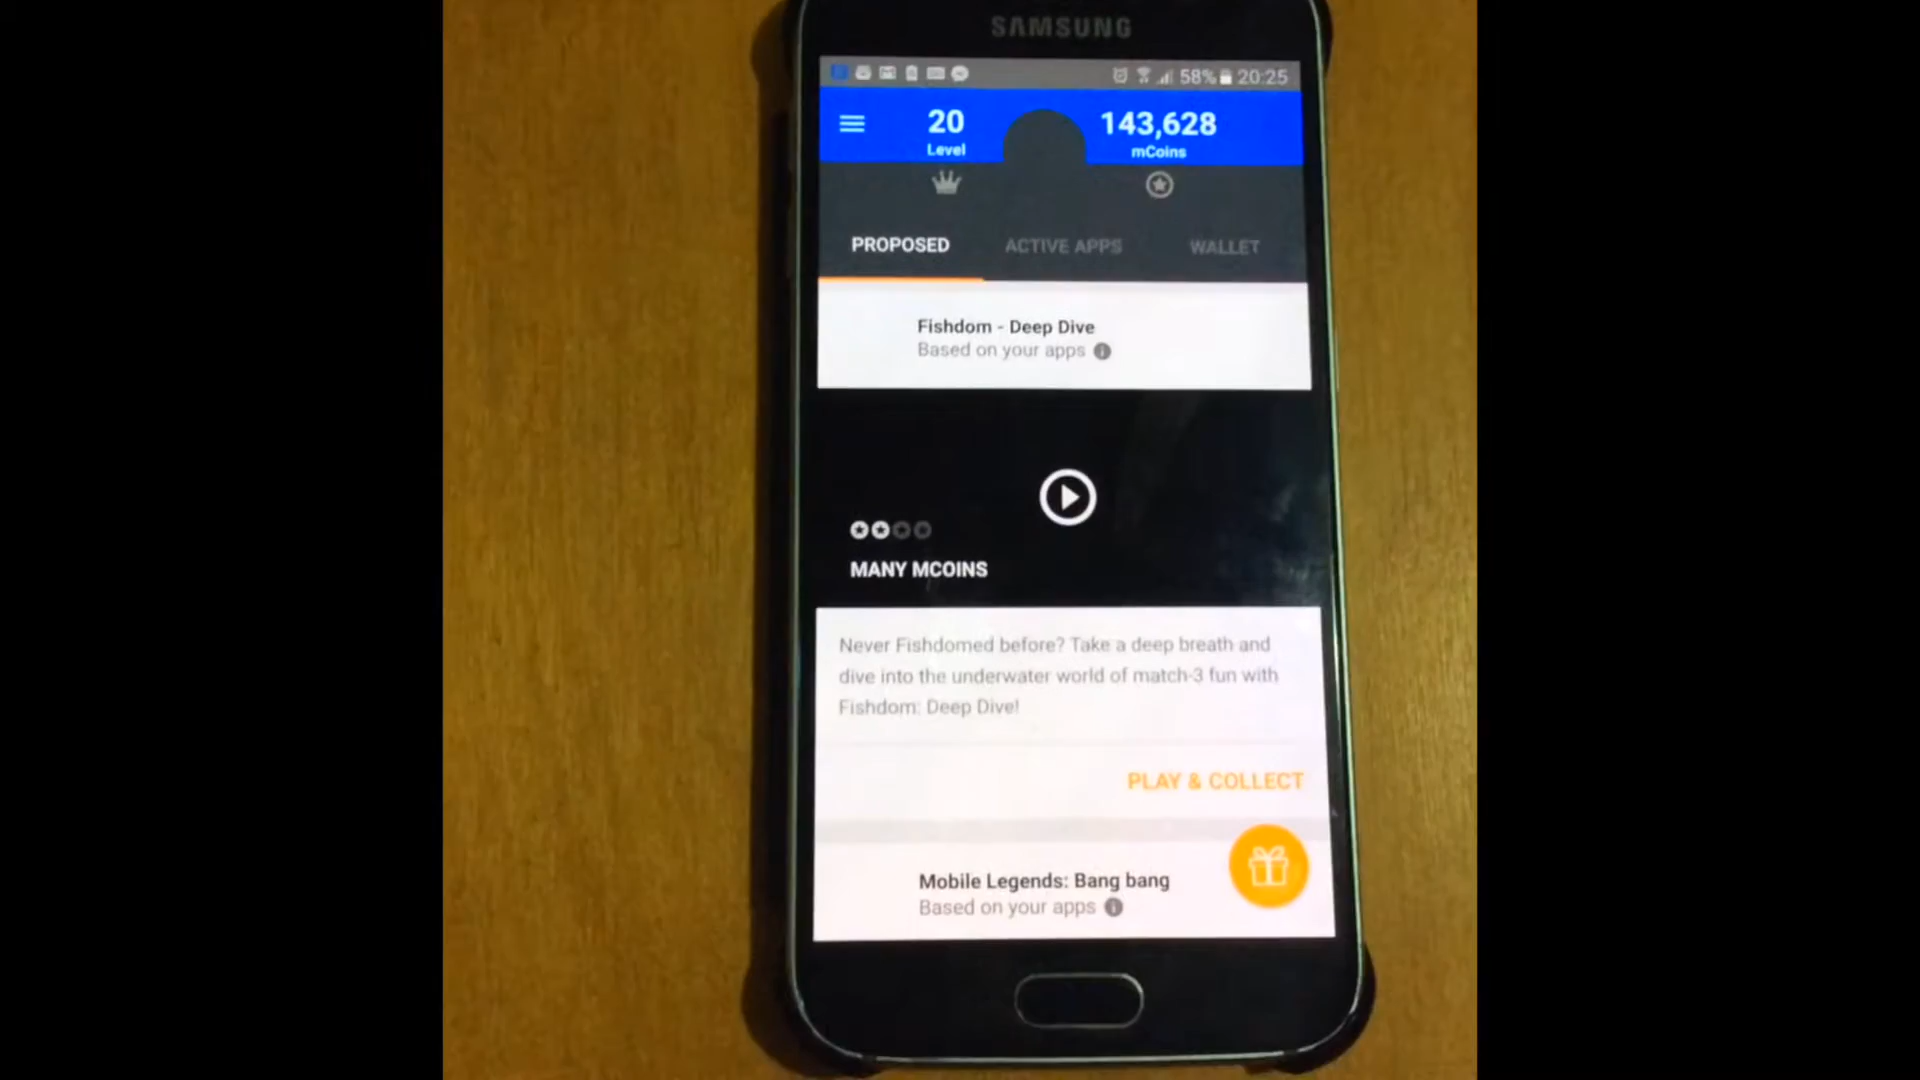 SAMSUNG
58% 20:25
20
Level
143,628
mCoins
PROPOSED
ACTIVE APPS
WALLET
Fishdom - Deep Dive
Based on your apps
MANY MCOINS
Never Fishdomed before? Take a deep breath and
dive into the underwater world of match-3 fun with
Fishdom: Deep Dive!
PLAY & COLLECT
Mobile Legends: Bang bang
Based on your apps